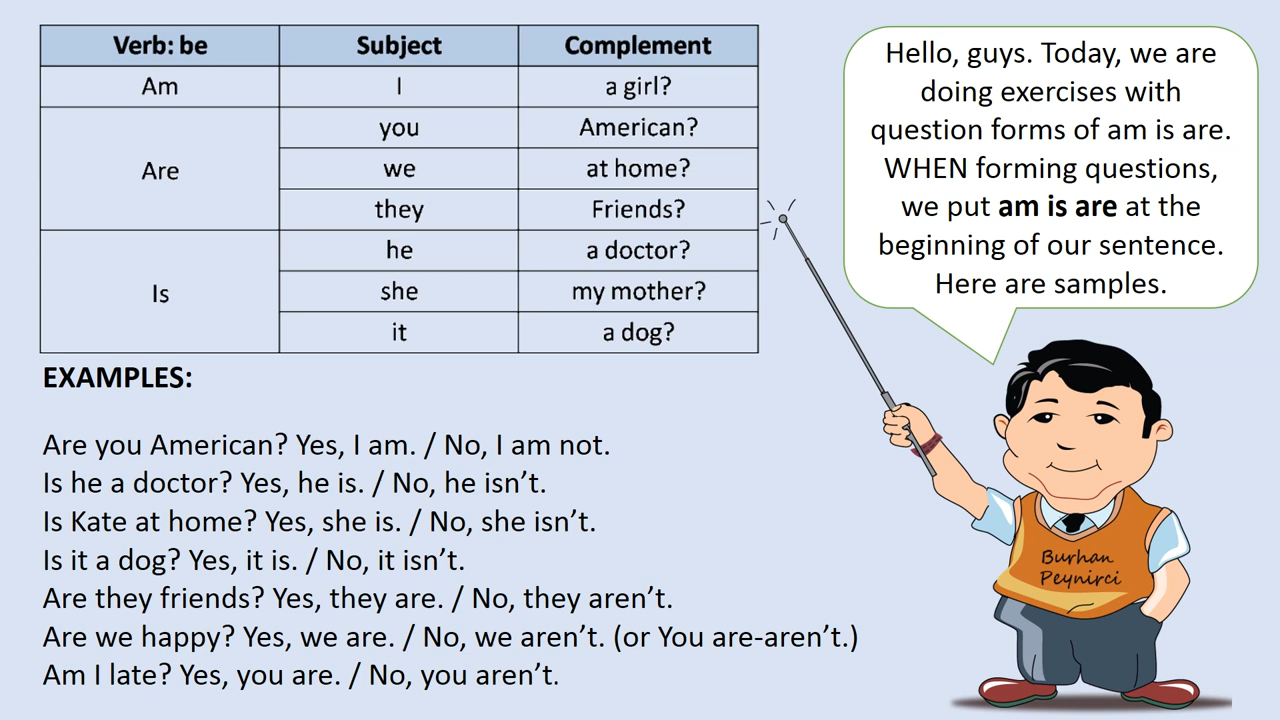 Verb: be Subject Complement
Am I a girl?
Are you American?
we at home?
they Friends?
Is he a doctor?
she my mother?
it a dog?
Hello, guys. Today, we are
doing exercises with
question forms of am is are.
WHEN forming questions,
we put am is are at the
beginning of our sentence.
Here are samples.
EXAMPLES:
Are you American? Yes, I am. / No, I am not.
Is he a doctor? Yes, he is. / No, he isn’t.
Is Kate at home? Yes, she is. / No, she isn’t.
Is it a dog? Yes, it is. / No, it isn’t.
Are they friends? Yes, they are. / No, they aren’t.
Are we happy? Yes, we are. / No, we aren’t. (or You are-aren’t.)
Am I late? Yes, you are. / No, you aren’t.
Burhan
Peynirci